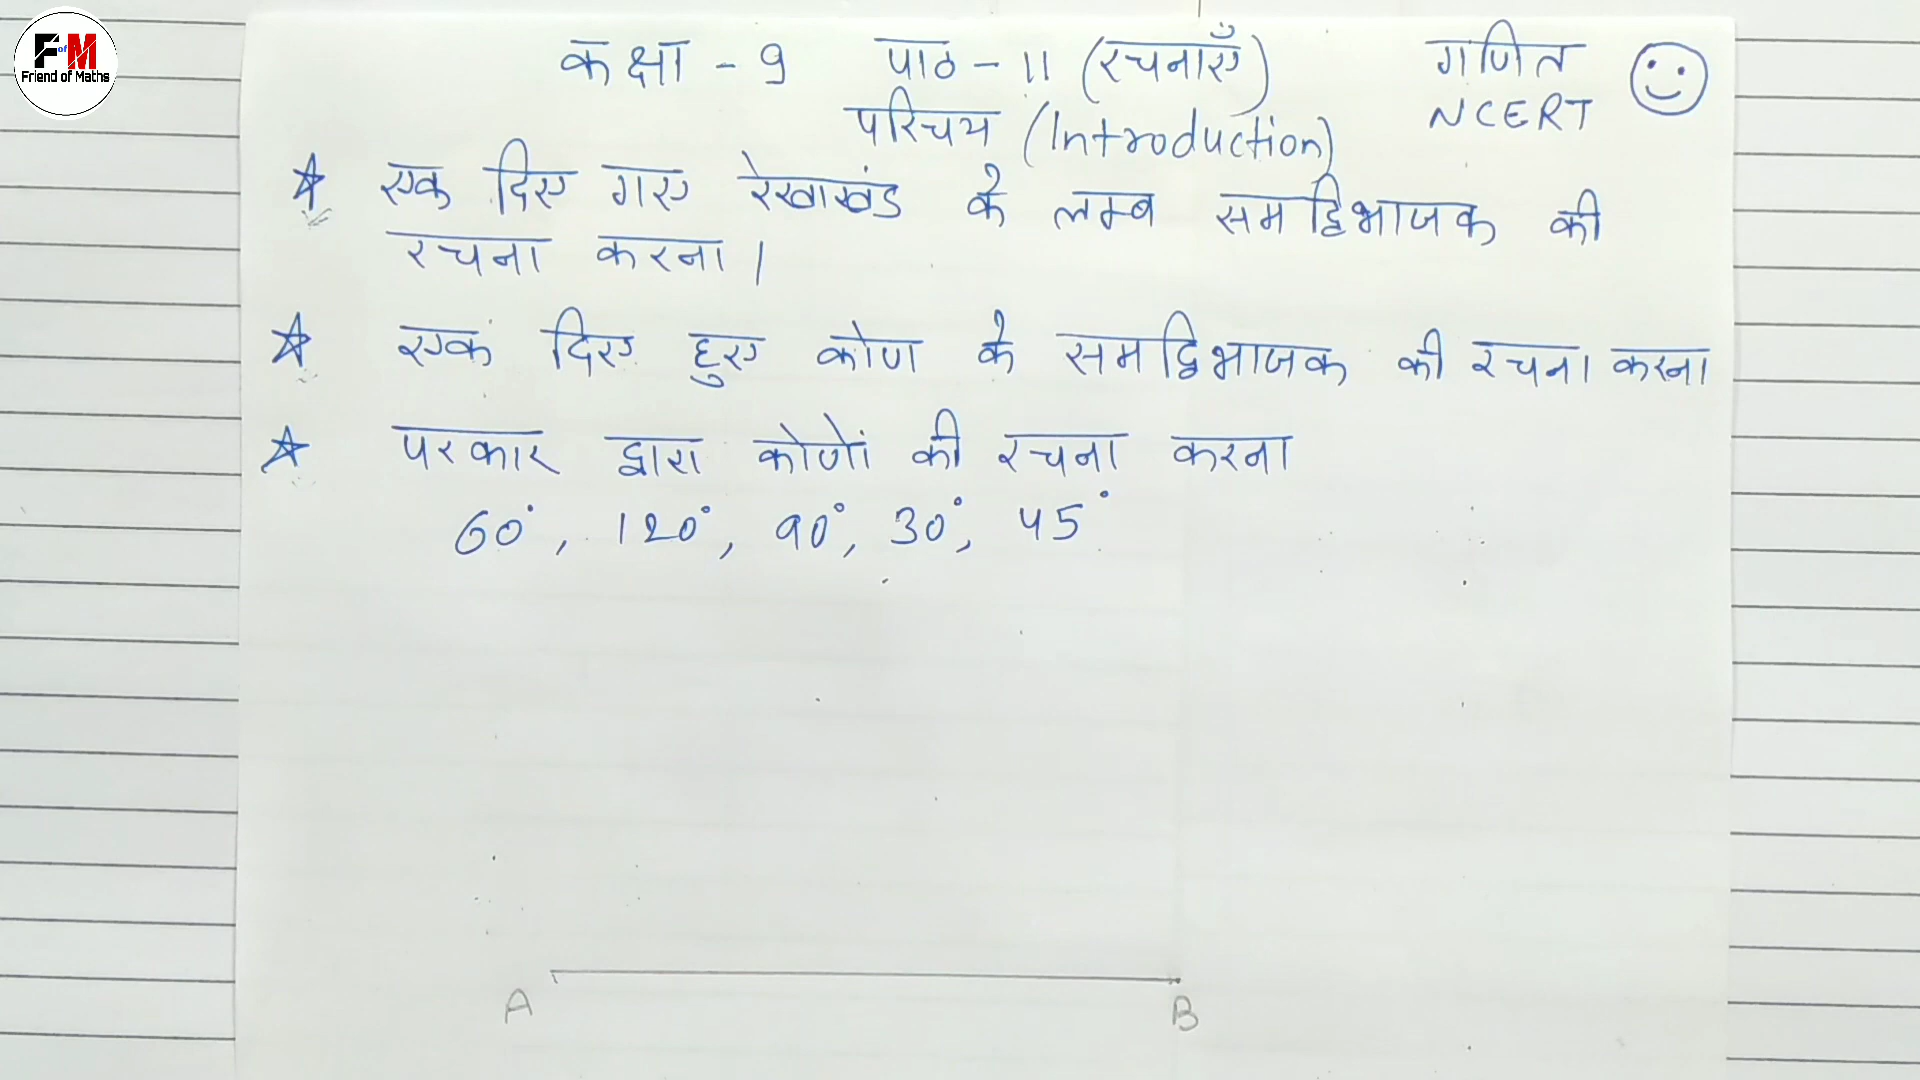 FM
of
Friend of Maths
कक्षा - 9 पाठ - 11 (रचनाएँ) गणित
परिचय (Introduction) NCERT
एक दिए गए रेखाखंड के लम्ब समद्विभाजक की
रचना करना।
एक दिए हुए कोण के समद्विभाजक की रचना करना
परकार द्वारा कोणों की रचना करना
60°, 120°, 90°, 30°, 45°
A B